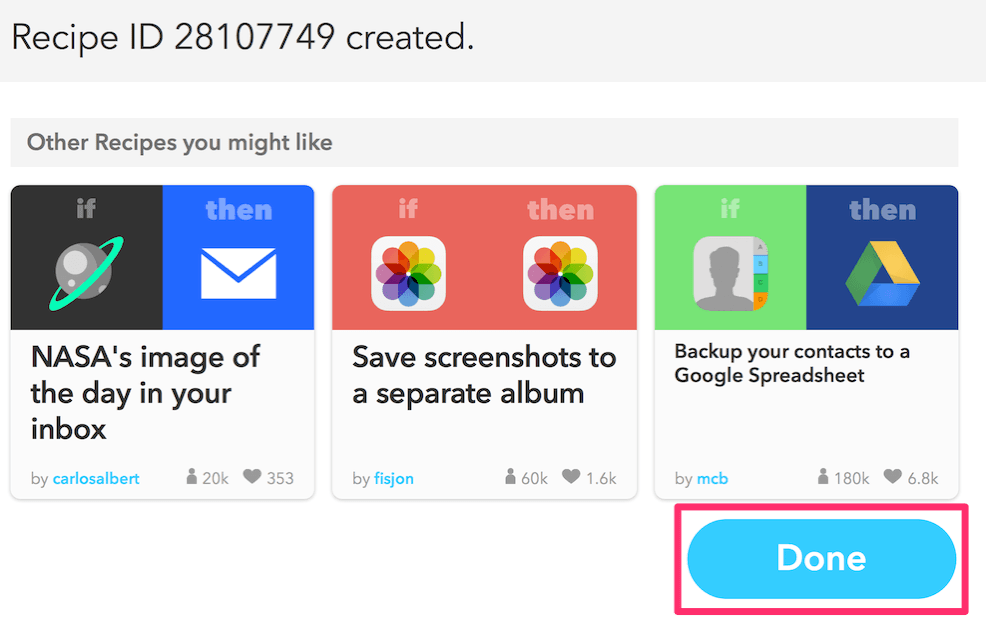 Recipe ID 28107749 created.
Other Recipes you might like
if then
NASA's image of
the day in your
inbox
by carlosalbert 20k 353
if then
Save screenshots to
a separate album
by fisjon 60k 1.6k
if then
Backup your contacts to a
Google Spreadsheet
by mcb 180k 6.8k
Done